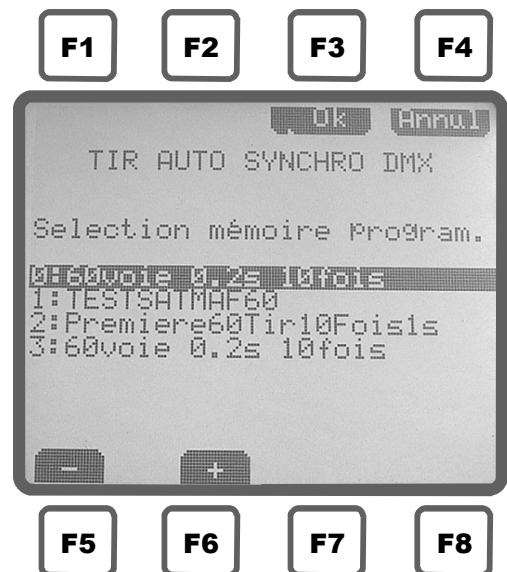 F1 F2 F3 F4
Ok Annul
TIR AUTO SYNCHRO DMX
Selection mémoire Program.
0:60voie 0.2s 10fois
1:TESTSATMAF60
2:Premiere60Tir10Fois1s
3:60voie 0.2s 10fois
- +
F5 F6 F7 F8